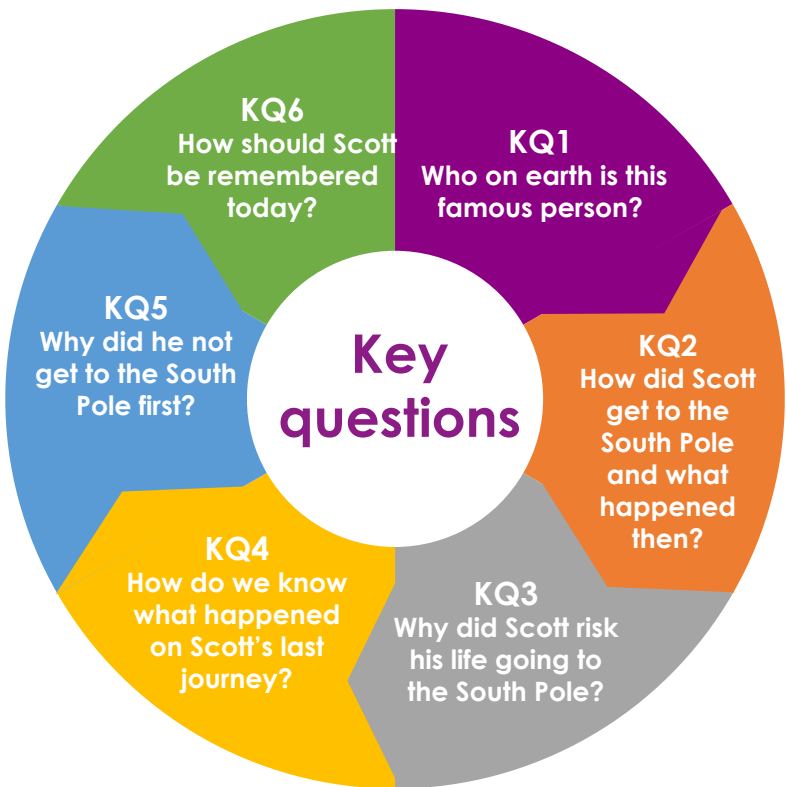 Key
questions
KQ1
Who on earth is this
famous person?
KQ2
How did Scott
get to the
South Pole
and what
happened
then?
KQ3
Why did Scott risk
his life going to
the South Pole?
KQ4
How do we know
what happened
on Scott's last
journey?
KQ5
Why did he not
get to the South
Pole first?
KQ6
How should Scott
be remembered
today?